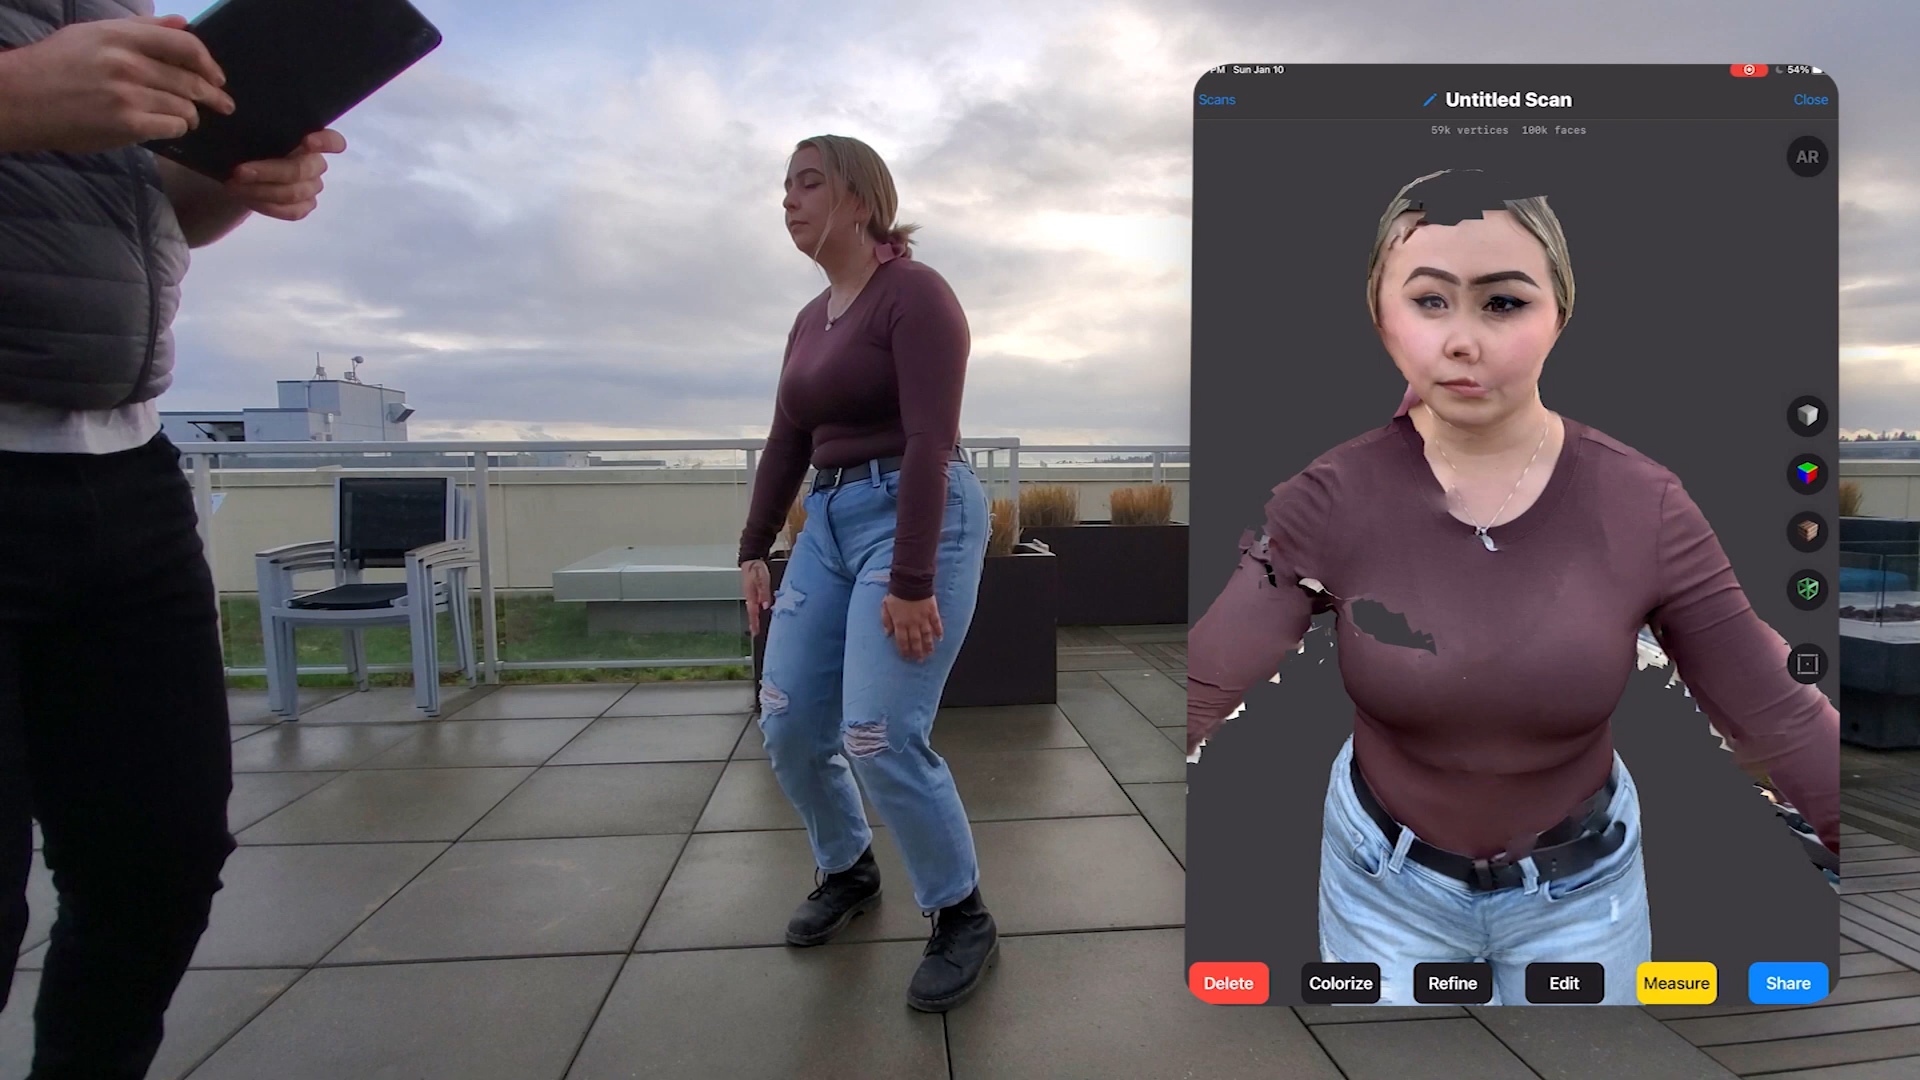 PM Sun Jan 10 54%
Scans Untitled Scan Close
59k vertices 100k faces
AR
Delete Colorize Refine Edit Measure Share